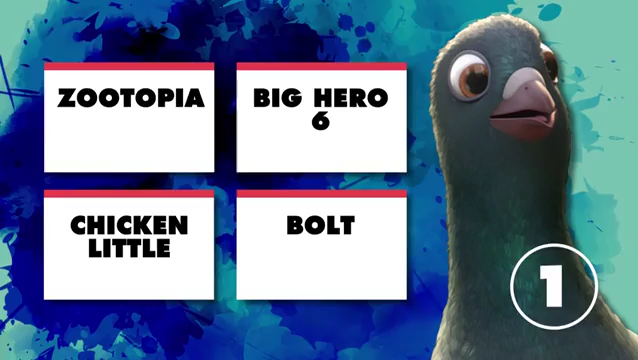 ZOOTOPIA
BIG HERO
6
CHICKEN
LITTLE
BOLT
1